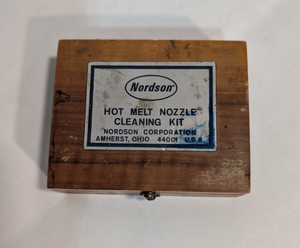 Nordson®
HOT MELT NOZZLE
CLEANING KIT
NORDSON CORPORATION
AMHERST, OHIO 44001 U.S.A.